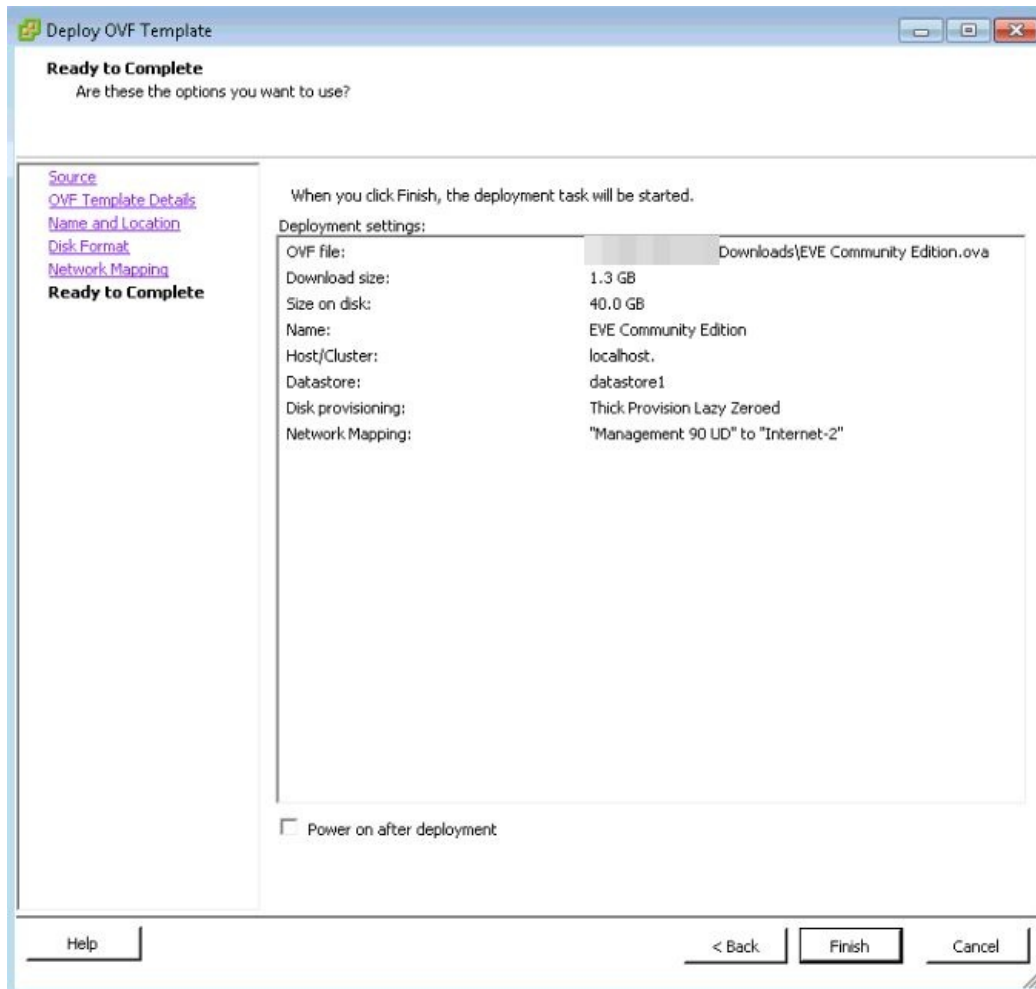 Deploy OVF Template
Ready to Complete
Are these the options you want to use?
Source
OVF Template Details
Name and Location
Disk Format
Network Mapping
Ready to Complete
When you click Finish, the deployment task will be started.
Deployment settings:
OVF file: Downloads\EVE Community Edition.ova
Download size: 1.3 GB
Size on disk: 40.0 GB
Name: EVE Community Edition
Host/Cluster: localhost.
Datastore: datastore1
Disk provisioning: Thick Provision Lazy Zeroed
Network Mapping: "Management 90 UD" to "Internet-2"
Power on after deployment
Help < Back Finish Cancel